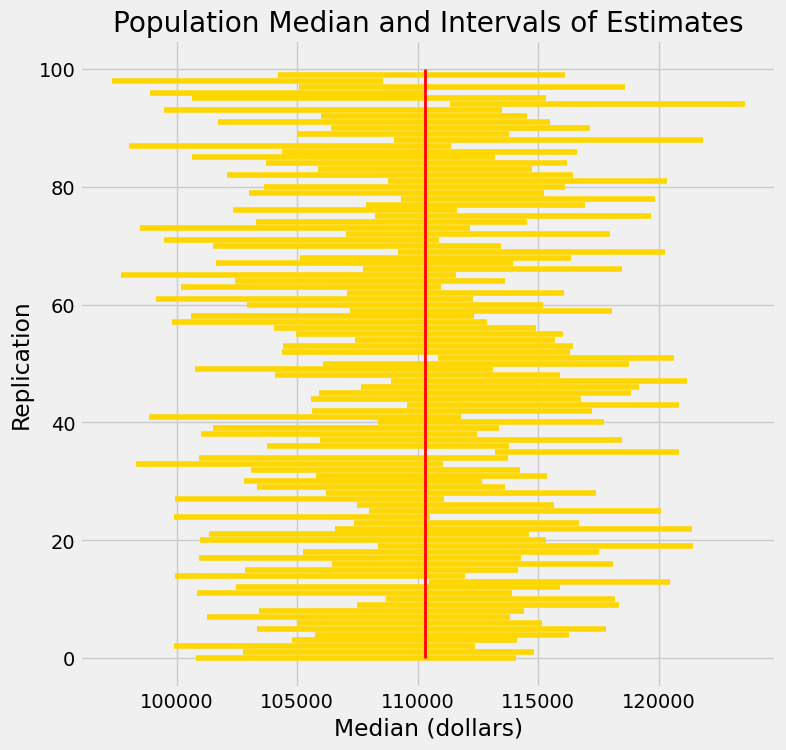 Population Median and Intervals of Estimates
100
80
60
40
20
0
Replication
100000 105000 110000 115000 120000
Median (dollars)